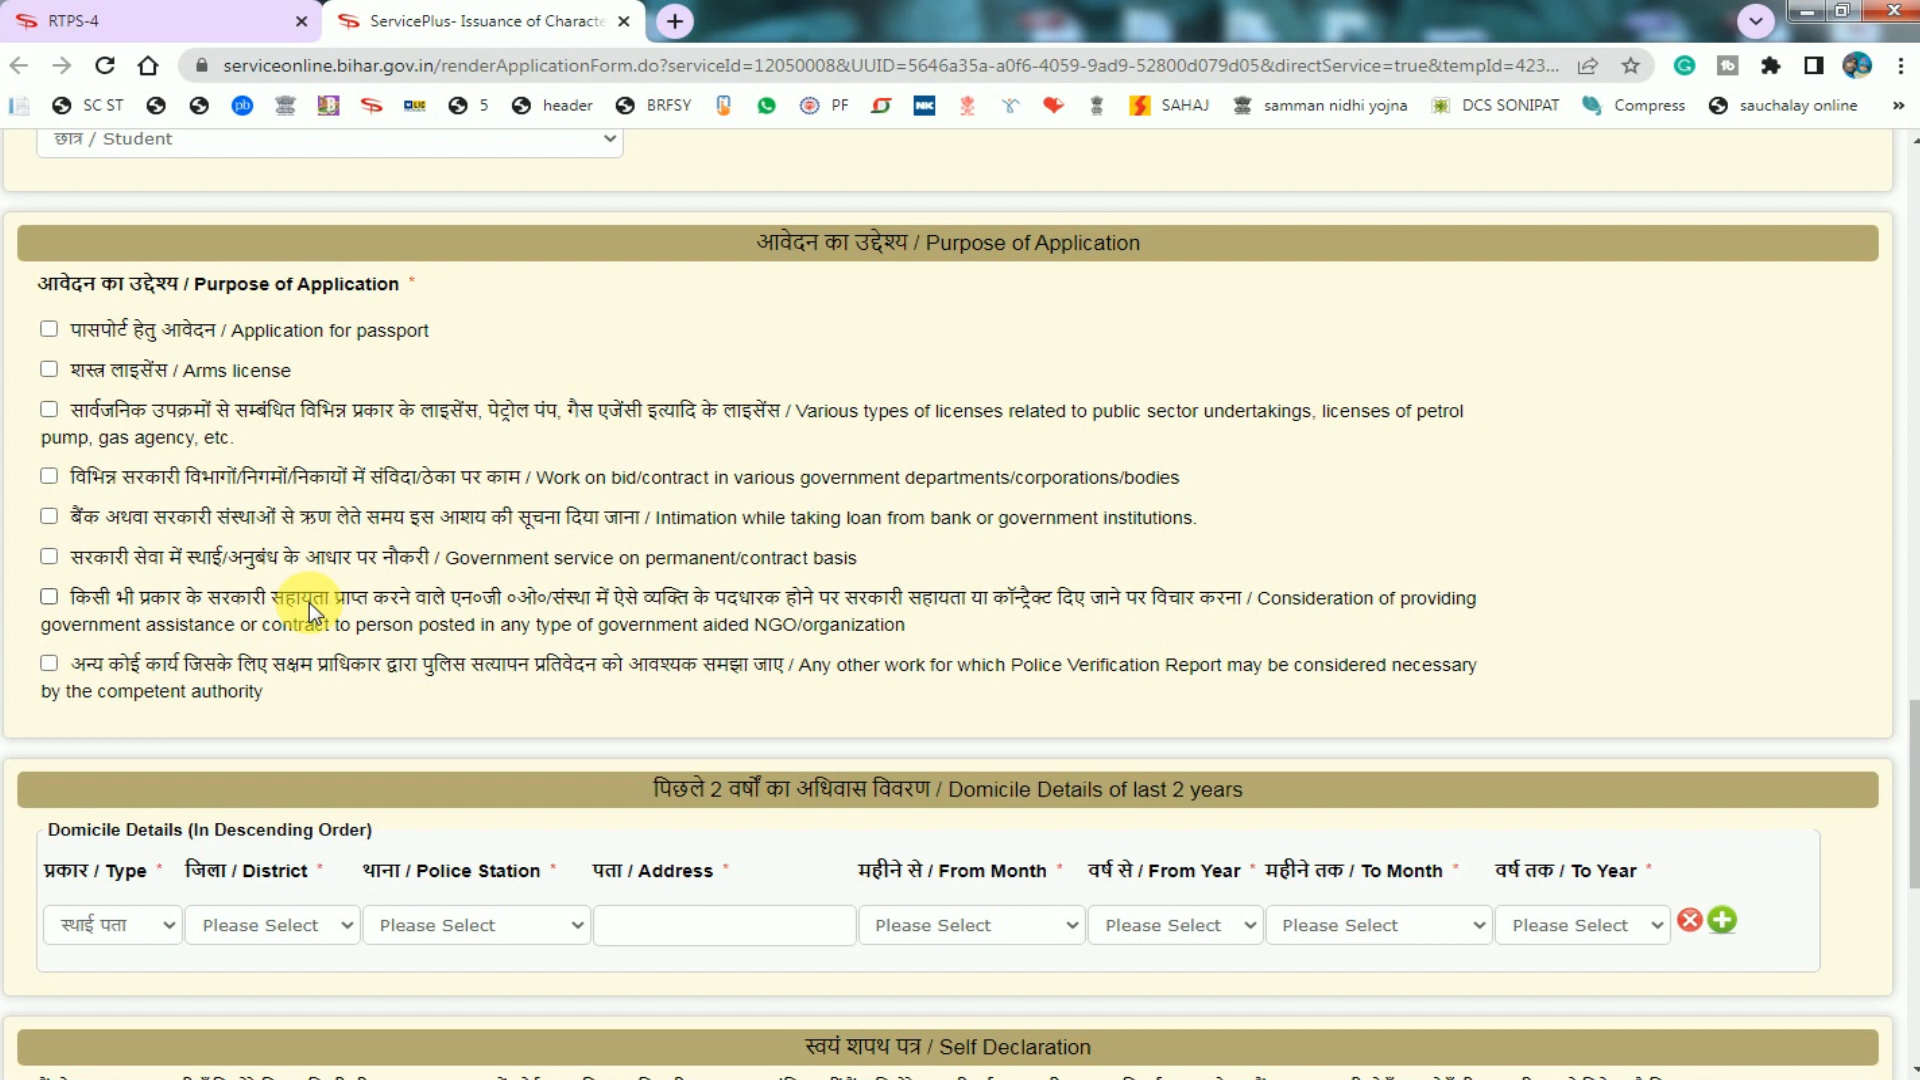 RTPS-4
ServicePlus- Issuance of Characte
serviceonline.bihar.gov.in/renderApplicationForm.do?serviceId=12050008&UUID=5646a35a-a0f6-4059-9ad9-52800d079d05&directService=true&tempId=423...
SC ST 5 header BRFSY PF SAHAJ samman nidhi yojna DCS SONIPAT Compress sauchalay online »
छात्र / Student
आवेदन का उद्देश्य / Purpose of Application
आवेदन का उद्देश्य / Purpose of Application *
पासपोर्ट हेतु आवेदन / Application for passport
शस्त्र लाइसेंस / Arms license
सार्वजनिक उपक्रमों से सम्बंधित विभिन्न प्रकार के लाइसेंस, पेट्रोल पंप, गैस एजेंसी इत्यादि के लाइसेंस / Various types of licenses related to public sector undertakings, licenses of petrol
pump, gas agency, etc.
विभिन्न सरकारी विभागों/निगमों/निकायों में संविदा/ठेका पर काम / Work on bid/contract in various government departments/corporations/bodies
बैंक अथवा सरकारी संस्थाओं से ऋण लेते समय इस आशय की सूचना दिया जाना / Intimation while taking loan from bank or government institutions.
सरकारी सेवा में स्थाई/अनुबंध के आधार पर नौकरी / Government service on permanent/contract basis
किसी भी प्रकार के सरकारी सहायता प्राप्त करने वाले एन०जी ०ओ०/संस्था में ऐसे व्यक्ति के पदधारक होने पर सरकारी सहायता या कॉन्ट्रैक्ट दिए जाने पर विचार करना / Consideration of providing
government assistance or contract to person posted in any type of government aided NGO/organization
अन्य कोई कार्य जिसके लिए सक्षम प्राधिकार द्वारा पुलिस सत्यापन प्रतिवेदन को आवश्यक समझा जाए / Any other work for which Police Verification Report may be considered necessary
by the competent authority
पिछले 2 वर्षों का अधिवास विवरण / Domicile Details of last 2 years
Domicile Details (In Descending Order)
प्रकार / Type * जिला / District * थाना / Police Station * पता / Address * महीने से / From Month * वर्ष से / From Year * महीने तक / To Month * वर्ष तक / To Year *
स्थाई पता Please Select Please Select Please Select Please Select Please Select Please Select
स्वयं शपथ पत्र / Self Declaration